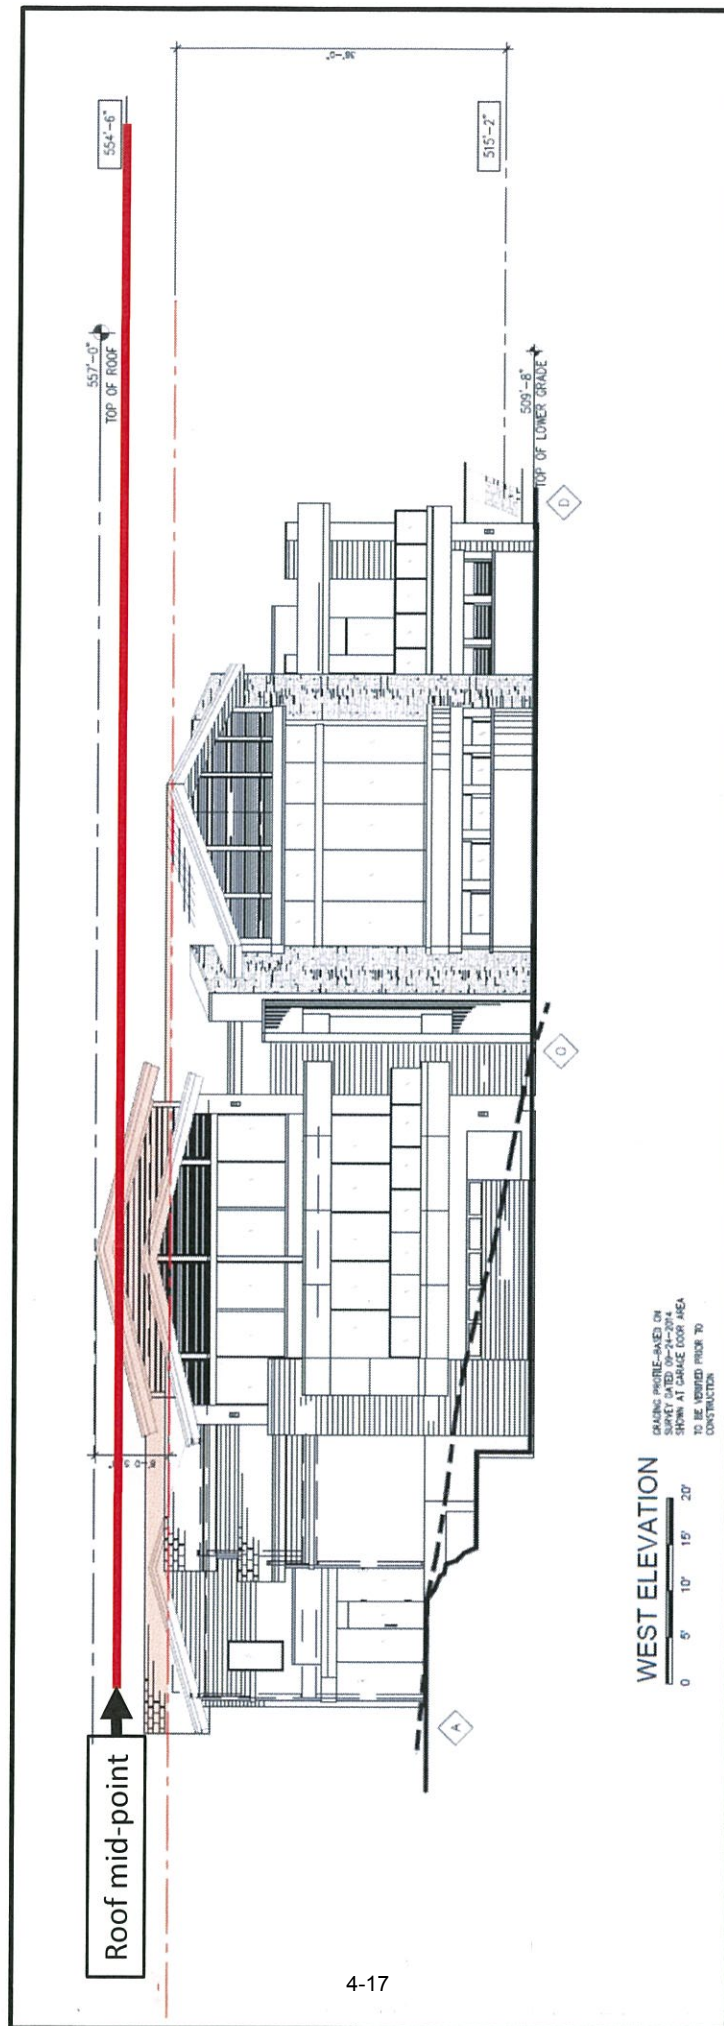 Roof mid-point
557'-0"
TOP OF ROOF
554'-6"
515'-2"
509'-8"
TOP OF LOWER GRADE
A
D
WEST ELEVATION
0 5' 10' 15' 20'
GRADING PROFILE-BASED ON
SURVEY DATED 09-24-2014
SHOWN AT GARAGE DOOR AREA
TO BE VERIFIED PRIOR TO
CONSTRUCTION
4-17